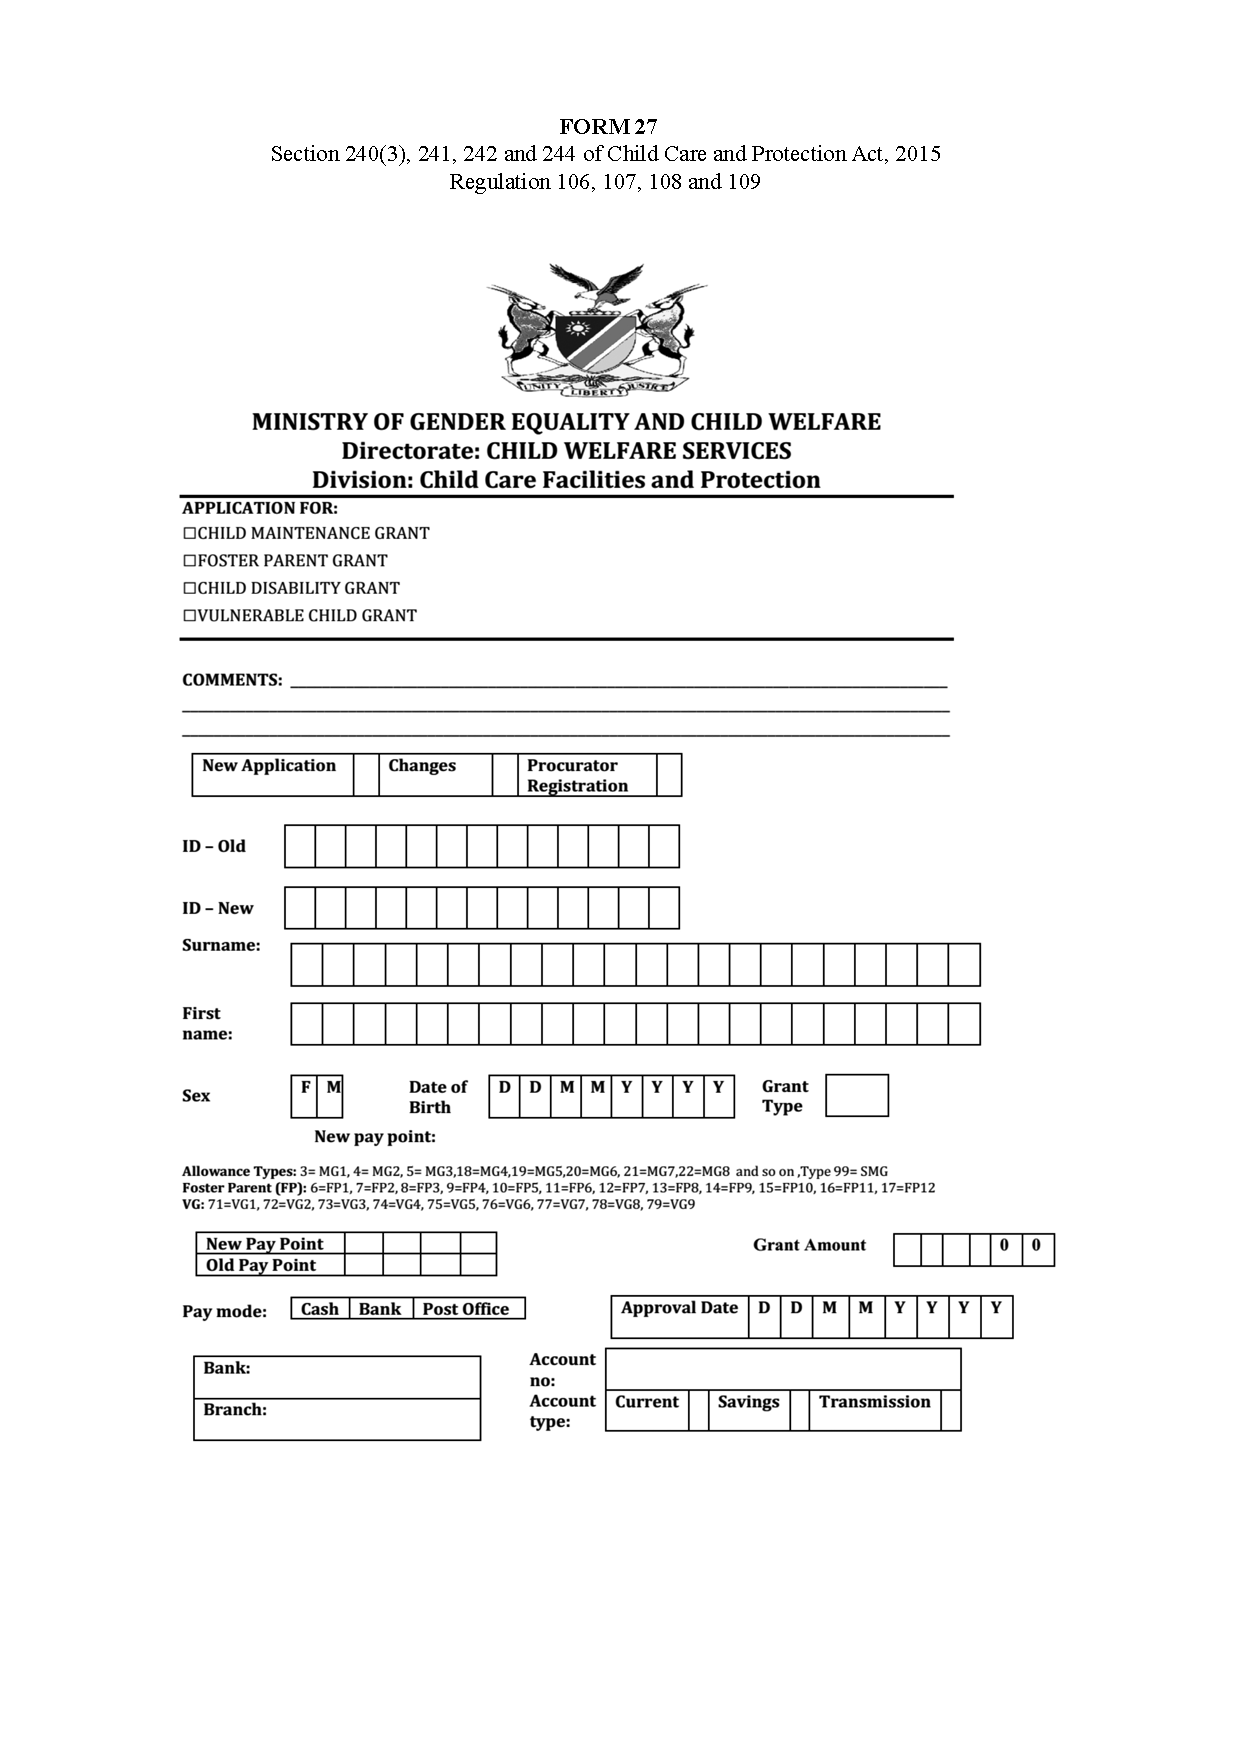 FORM 27
Section 240(3), 241, 242 and 244 of Child Care and Protection Act, 2015
Regulation 106, 107, 108 and 109
UNITY LIBERTY JUSTICE
MINISTRY OF GENDER EQUALITY AND CHILD WELFARE
Directorate: CHILD WELFARE SERVICES
Division: Child Care Facilities and Protection
APPLICATION FOR:
☐CHILD MAINTENANCE GRANT
☐FOSTER PARENT GRANT
☐CHILD DISABILITY GRANT
☐VULNERABLE CHILD GRANT
COMMENTS:
New Application Changes Procurator
Registration
ID – Old
ID – New
Surname:
First
name:
Sex F M Date of Birth D D M M Y Y Y Y Grant Type
New pay point:
Allowance Types: 3= MG1, 4= MG2, 5= MG3,18=MG4,19=MG5,20=MG6, 21=MG7,22=MG8 and so on ,Type 99= SMG
Foster Parent (FP): 6=FP1, 7=FP2, 8=FP3, 9=FP4, 10=FP5, 11=FP6, 12=FP7, 13=FP8, 14=FP9, 15=FP10, 16=FP11, 17=FP12
VG: 71=VG1, 72=VG2, 73=VG3, 74=VG4, 75=VG5, 76=VG6, 77=VG7, 78=VG8, 79=VG9
New Pay Point Grant Amount 0 0
Old Pay Point
Pay mode: Cash Bank Post Office Approval Date D D M M Y Y Y Y
Bank: Account no:
Branch: Account type: Current Savings Transmission